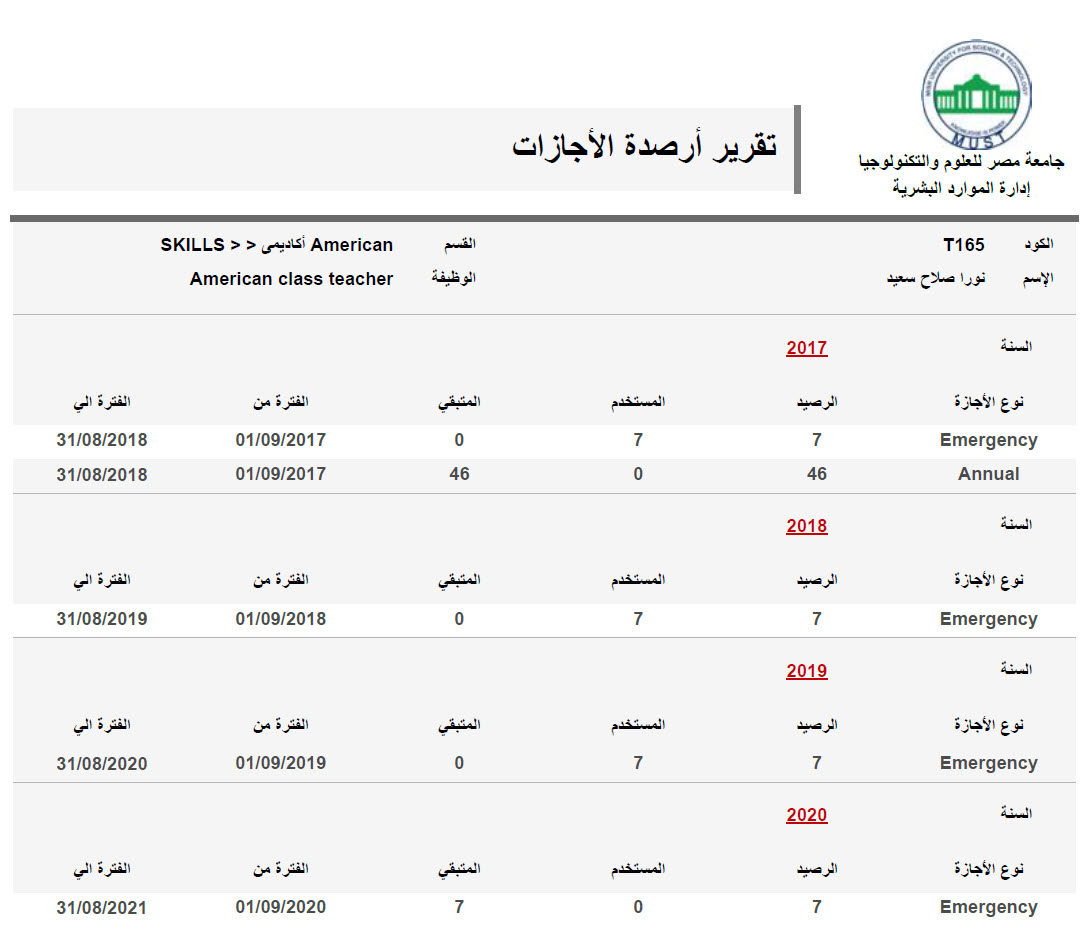 MISR UNIVERSITY FOR SCIENCE & TECHNOLOGY
KNOWLEDGE IS POWER
MUST
جامعة مصر للعلوم والتكنولوجيا
إدارة الموارد البشرية
تقرير أرصدة الأجازات
الكود T165 القسم American أكاديمى > > SKILLS
الإسم نورا صلاح سعيد الوظيفة American class teacher
السنة 2017
نوع الأجازة الرصيد المستخدم المتبقي الفترة من الفترة الي
Emergency 7 7 0 01/09/2017 31/08/2018
Annual 46 0 46 01/09/2017 31/08/2018
السنة 2018
نوع الأجازة الرصيد المستخدم المتبقي الفترة من الفترة الي
Emergency 7 7 0 01/09/2018 31/08/2019
السنة 2019
نوع الأجازة الرصيد المستخدم المتبقي الفترة من الفترة الي
Emergency 7 7 0 01/09/2019 31/08/2020
السنة 2020
نوع الأجازة الرصيد المستخدم المتبقي الفترة من الفترة الي
Emergency 7 0 7 01/09/2020 31/08/2021